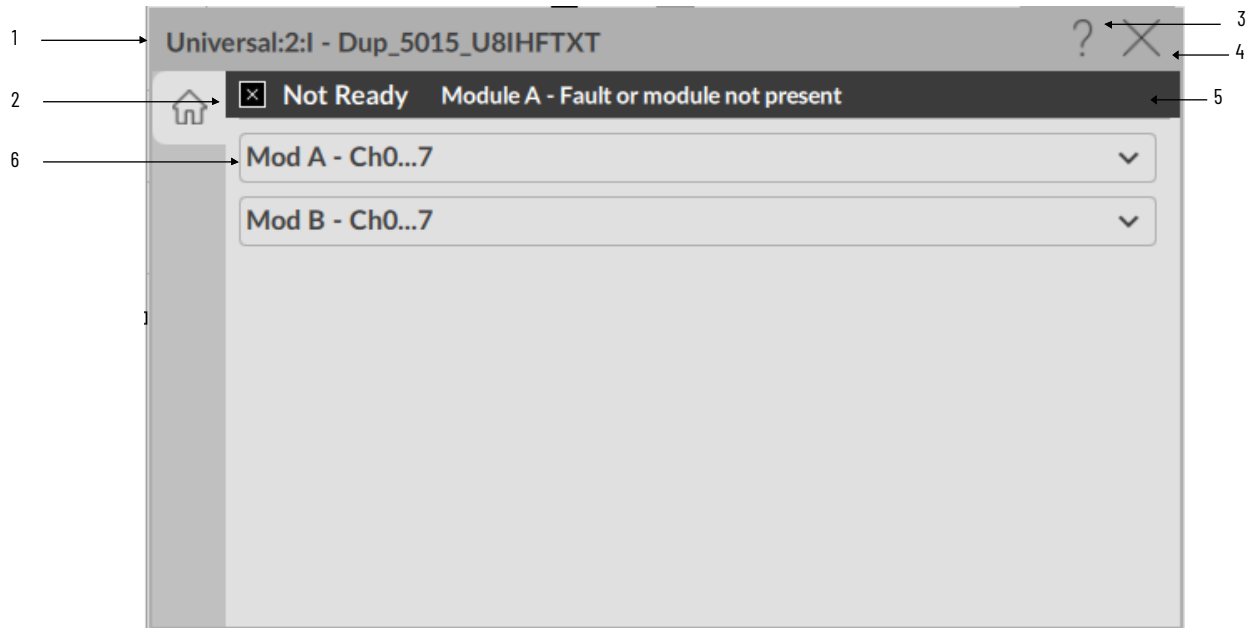 3
1 Universal:2:I - Dup_5015_U8IHFTXT ? 4
2 Not Ready Module A - Fault or module not present 5
6 Mod A - Ch0...7
Mod B - Ch0...7